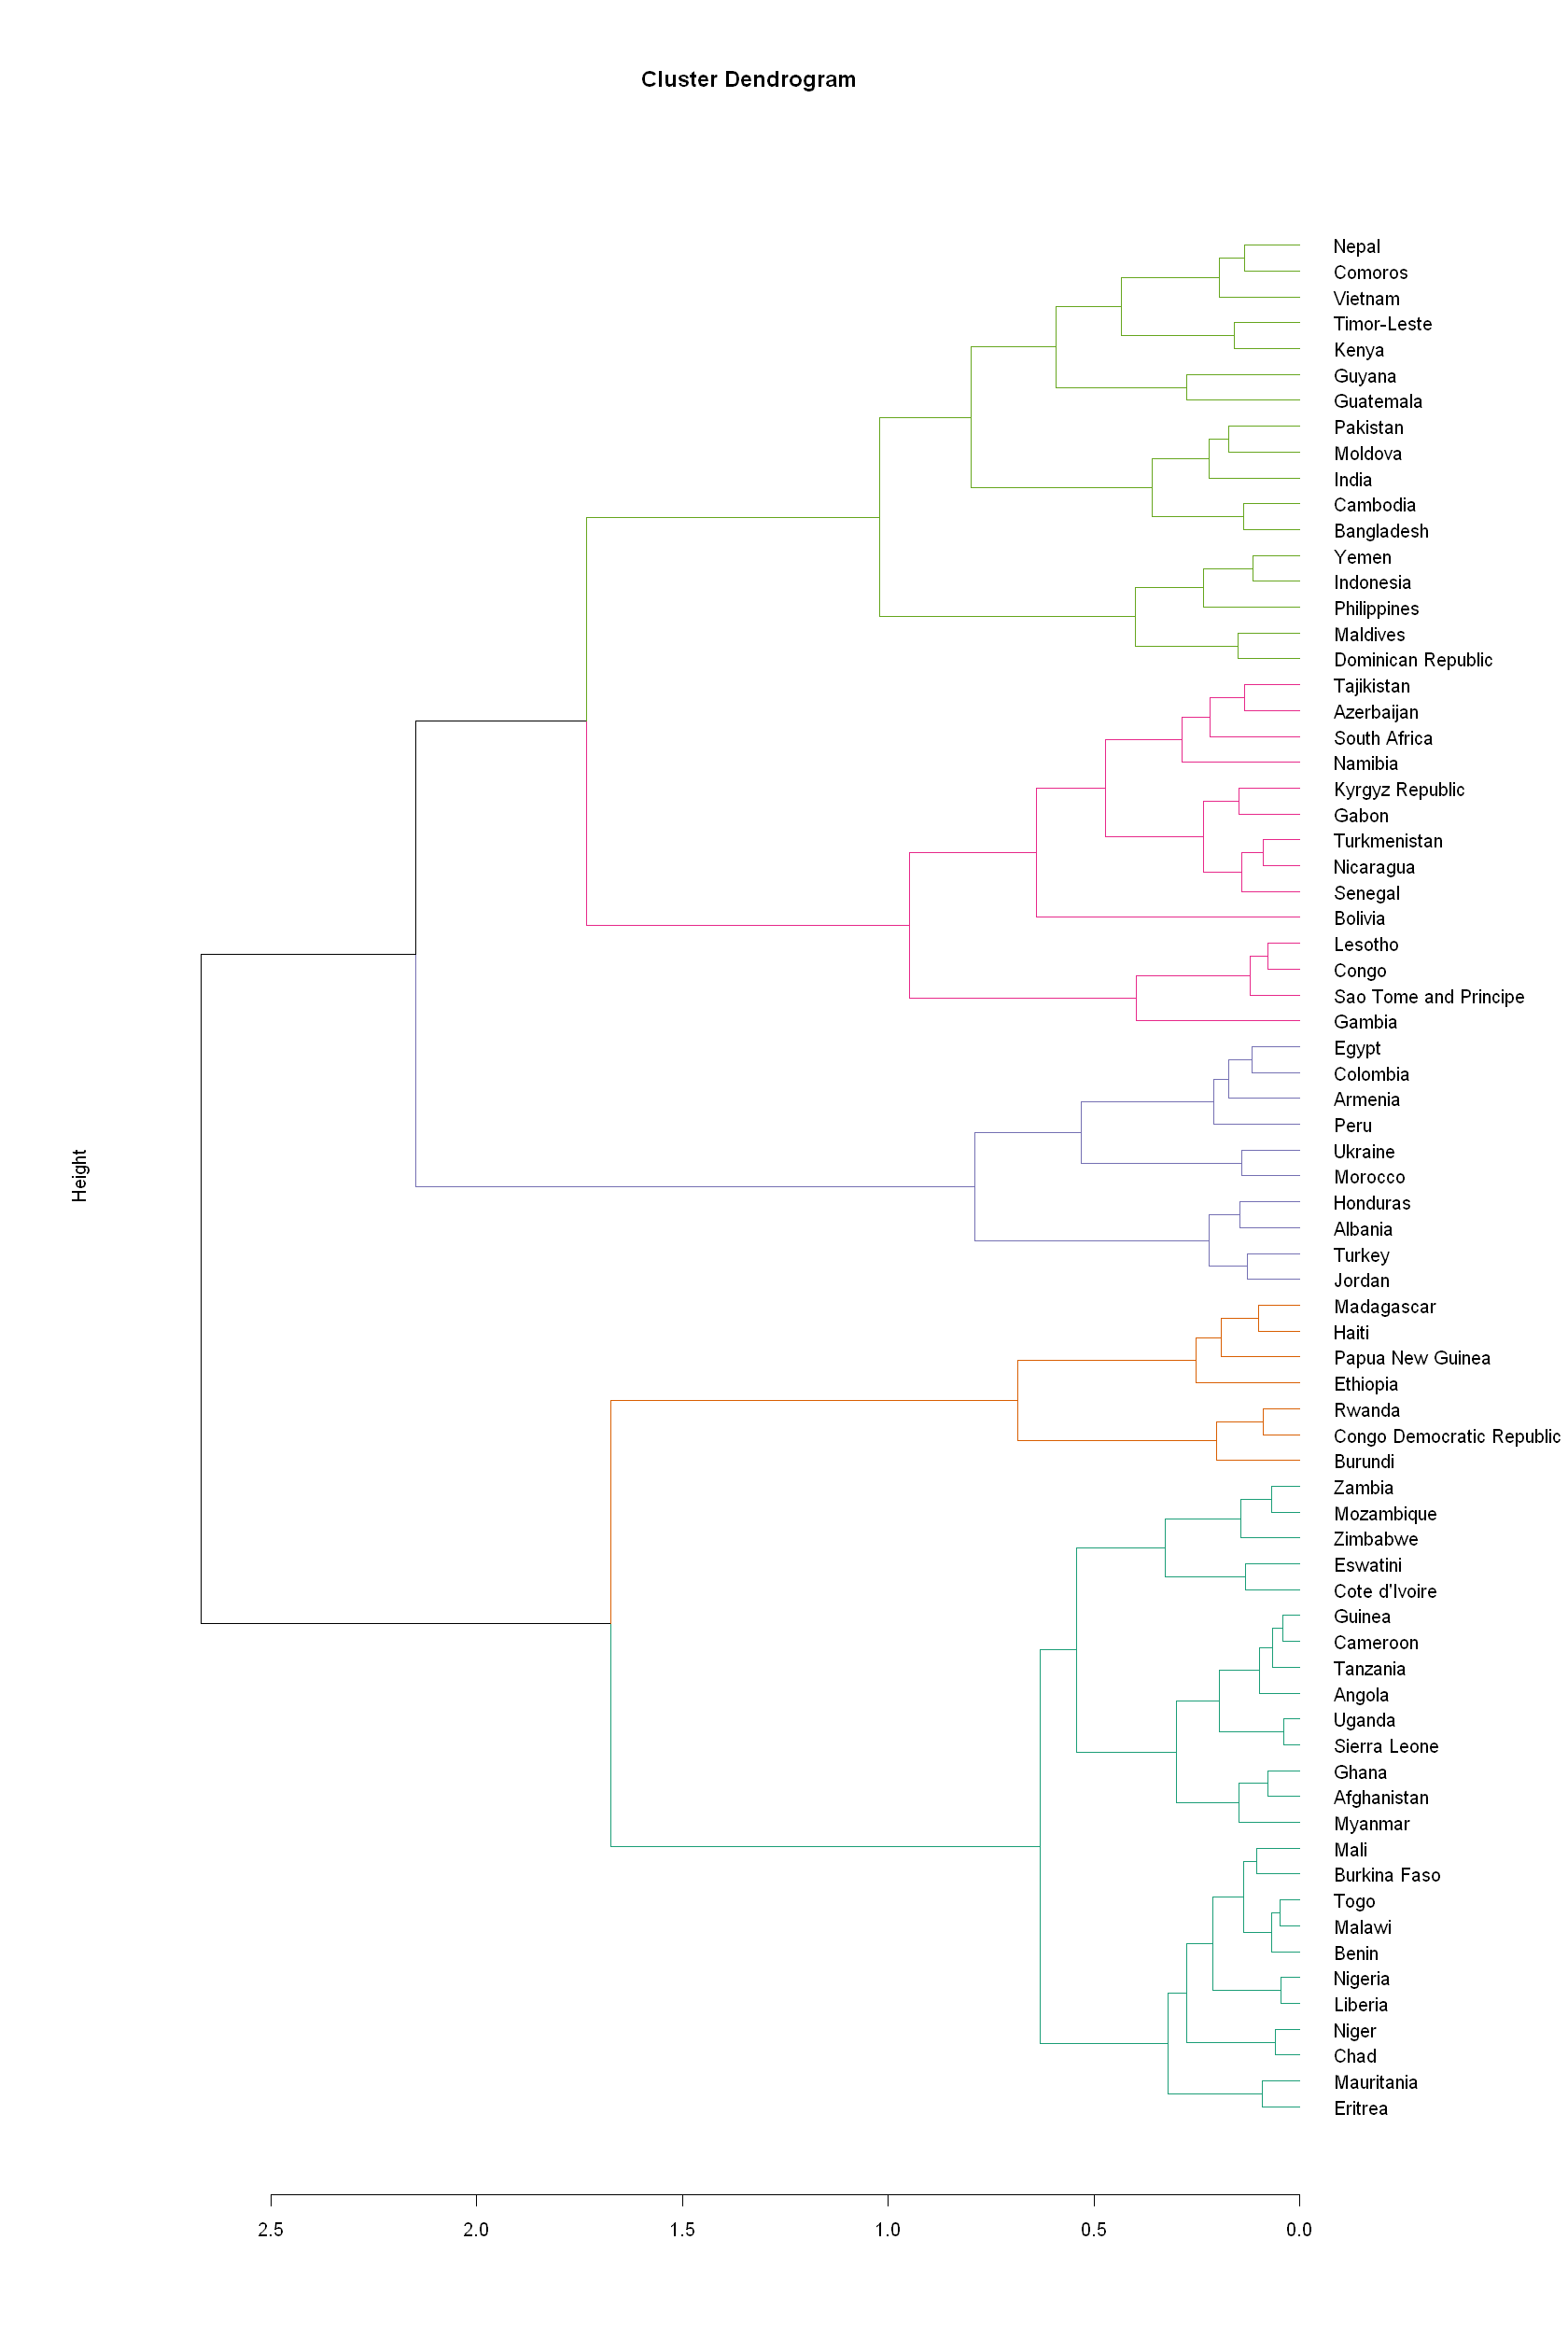 Cluster Dendrogram
Nepal
Comoros
Vietnam
Timor-Leste
Kenya
Guyana
Guatemala
Pakistan
Moldova
India
Cambodia
Bangladesh
Yemen
Indonesia
Philippines
Maldives
Dominican Republic
Tajikistan
Azerbaijan
South Africa
Namibia
Kyrgyz Republic
Gabon
Turkmenistan
Nicaragua
Senegal
Bolivia
Lesotho
Congo
Sao Tome and Principe
Gambia
Egypt
Colombia
Armenia
Peru
Ukraine
Morocco
Honduras
Albania
Turkey
Jordan
Madagascar
Haiti
Papua New Guinea
Ethiopia
Rwanda
Congo Democratic Republic
Burundi
Zambia
Mozambique
Zimbabwe
Eswatini
Cote d'Ivoire
Guinea
Cameroon
Tanzania
Angola
Uganda
Sierra Leone
Ghana
Afghanistan
Myanmar
Mali
Burkina Faso
Togo
Malawi
Benin
Nigeria
Liberia
Niger
Chad
Mauritania
Eritrea
Height
2.5 2.0 1.5 1.0 0.5 0.0